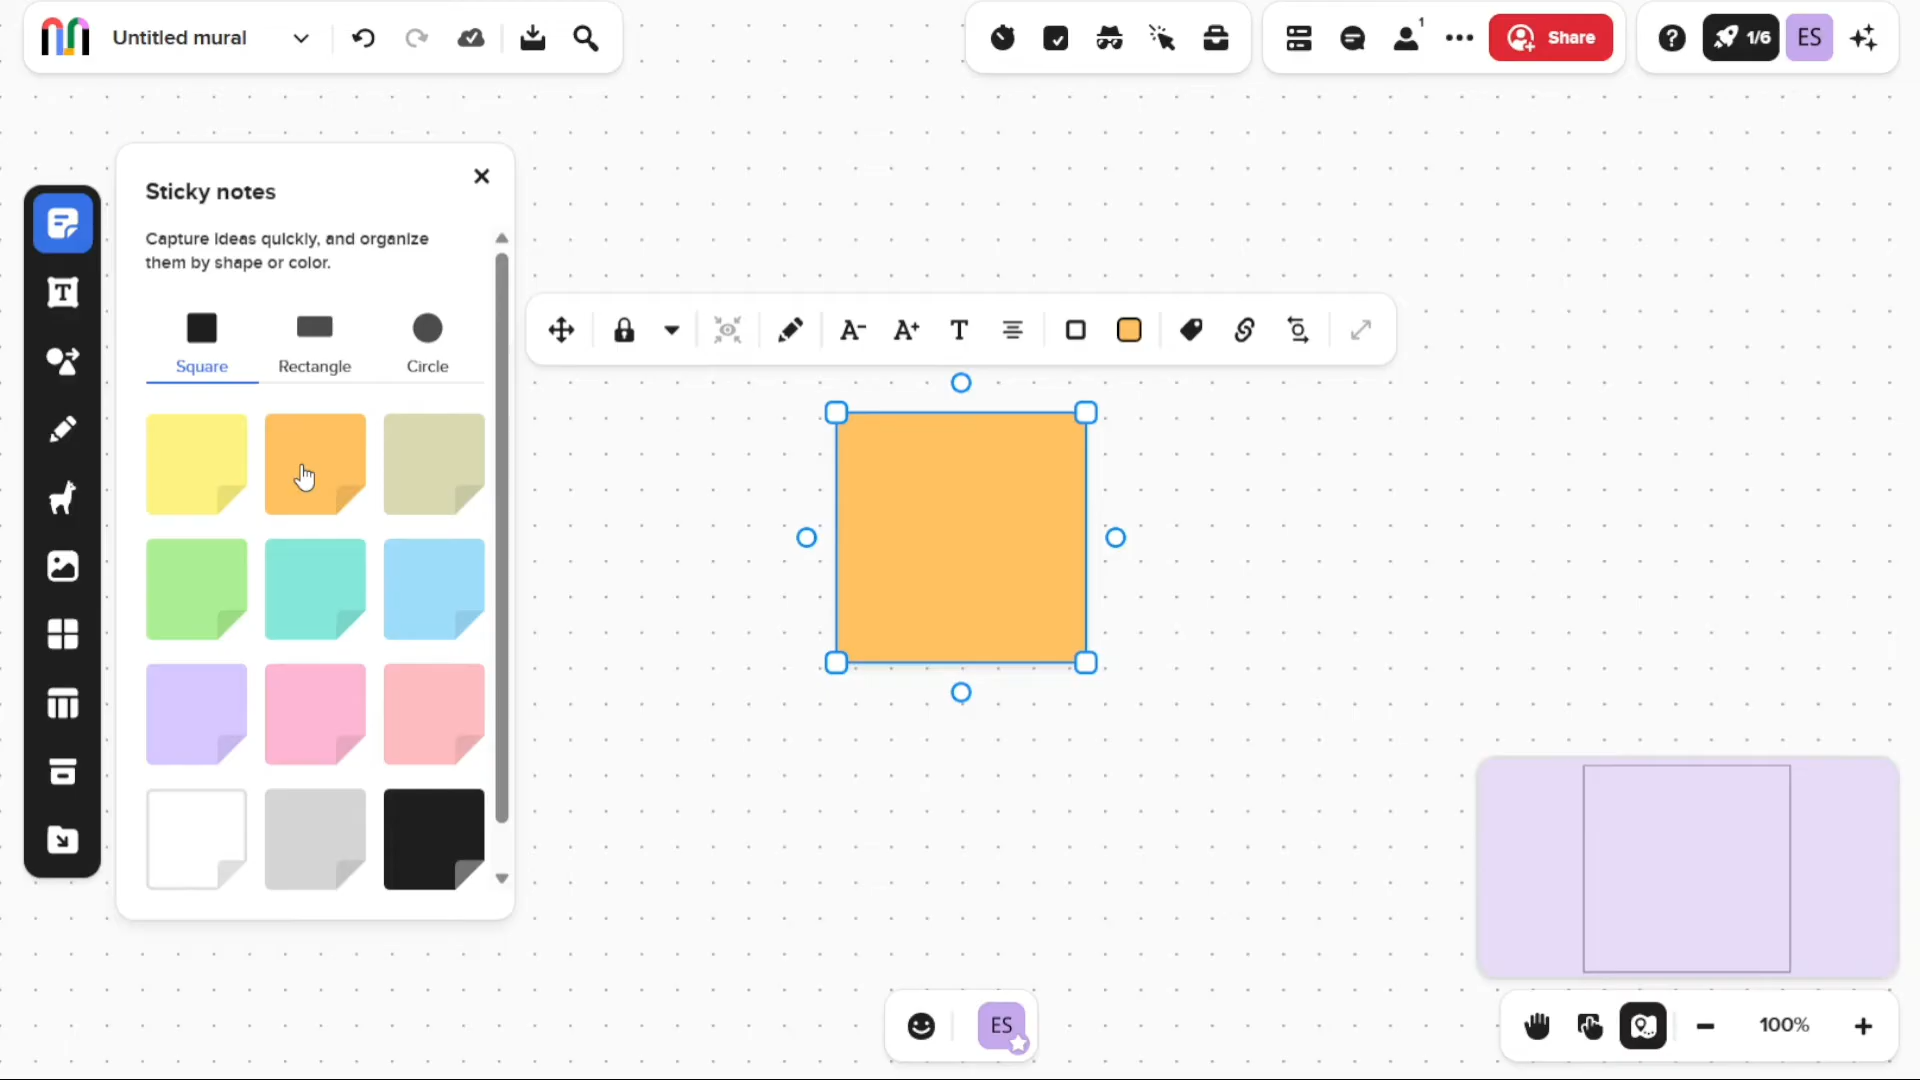 Untitled mural
1
Share
1/6
ES
Sticky notes
Capture ideas quickly, and organize
them by shape or color.
Square
Rectangle
Circle
A-
A+
T
ES
100%